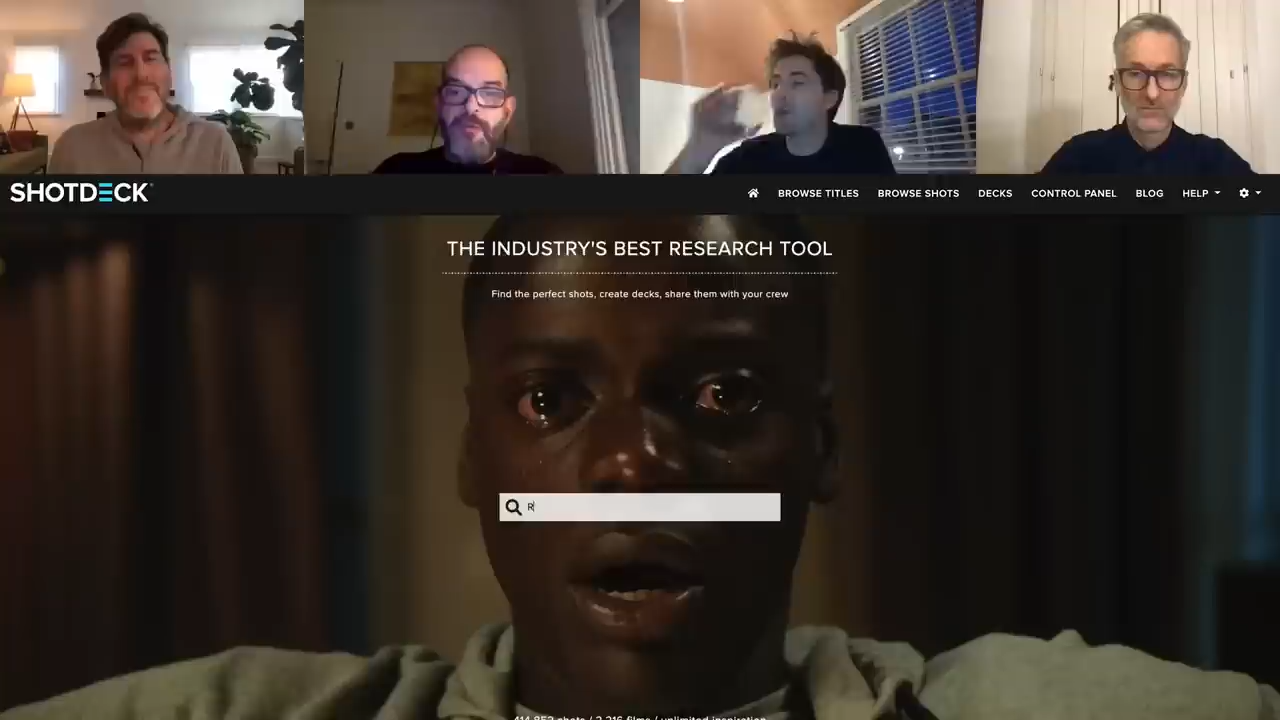 SHOTDECK
BROWSE TITLES
BROWSE SHOTS
DECKS
CONTROL PANEL
BLOG
HELP
THE INDUSTRY'S BEST RESEARCH TOOL
Find the perfect shots, create decks, share them with your crew
R